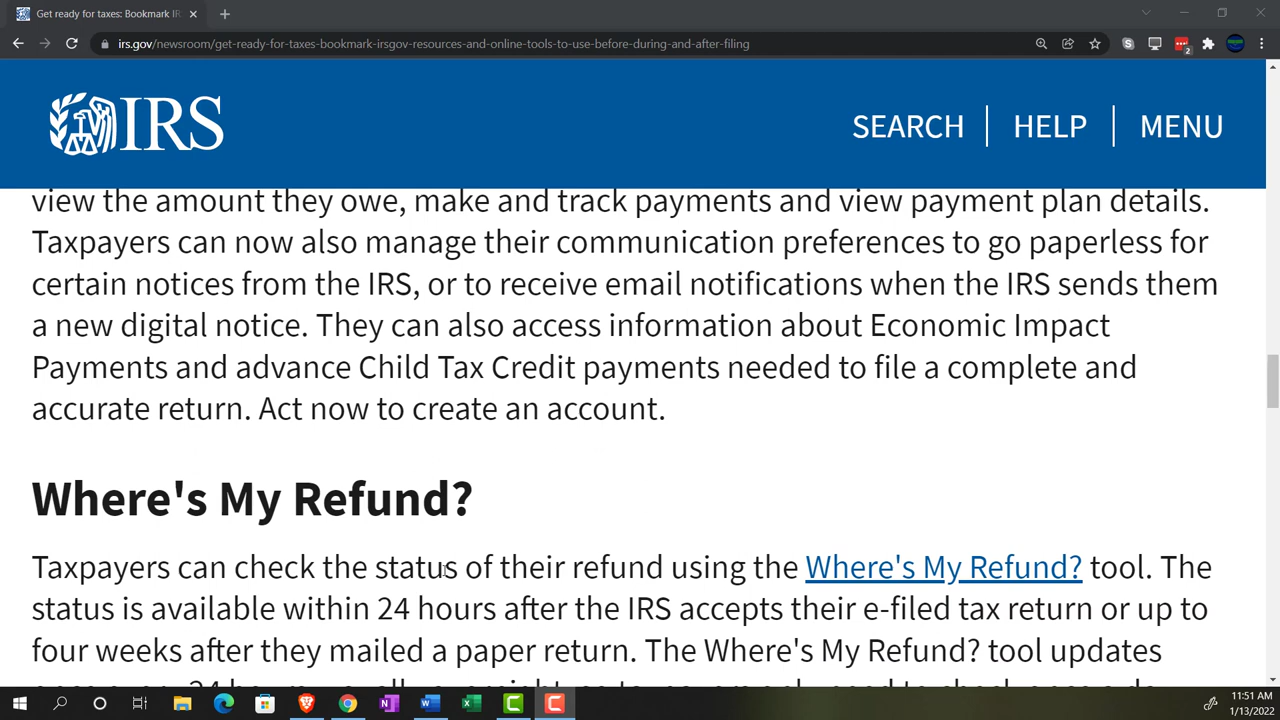 Get ready for taxes: Bookmark IR
irs.gov/newsroom/get-ready-for-taxes-bookmark-irsgov-resources-and-online-tools-to-use-before-during-and-after-filing
2
IRS
SEARCH HELP MENU
view the amount they owe, make and track payments and view payment plan details.
Taxpayers can now also manage their communication preferences to go paperless for
certain notices from the IRS, or to receive email notifications when the IRS sends them
a new digital notice. They can also access information about Economic Impact
Payments and advance Child Tax Credit payments needed to file a complete and
accurate return. Act now to create an account.
Where's My Refund?
Taxpayers can check the status of their refund using the Where's My Refund? tool. The
status is available within 24 hours after the IRS accepts their e-filed tax return or up to
four weeks after they mailed a paper return. The Where's My Refund? tool updates
11:51 AM
1/13/2022